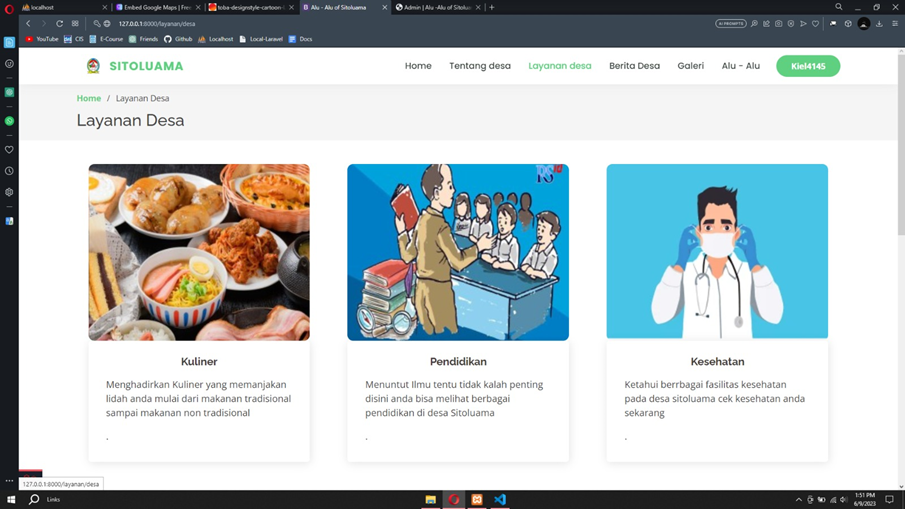 localhost
Embed Google Maps | Free
toba-designstyle-cartoon-i
Alu - Alu of Sitoluama
Admin | Alu -Alu of Sitolu
127.0.0.1:8000/layanan/desa
AI PROMPTS
YouTube
CIS
E-Course
Friends
Github
Localhost
Local-Laravel
Docs
SITOLUAMA
Home
Tentang desa
Layanan desa
Berita Desa
Galeri
Alu - Alu
Kiel4145
Home / Layanan Desa
Layanan Desa
Kuliner
Menghadirkan Kuliner yang memanjakan
lidah anda mulai dari makanan tradisional
sampai makanan non tradisional
.
Pendidikan
Menuntut Ilmu tentu tidak kalah penting
disini anda bisa melihat berbagai
pendidikan di desa Sitoluama
.
Kesehatan
Ketahui berrbagai fasilitas kesehatan
pada desa sitoluama cek kesehatan anda
sekarang
.
127.0.0.1:8000/layanan/desa
Links
1:51 PM
6/9/2023